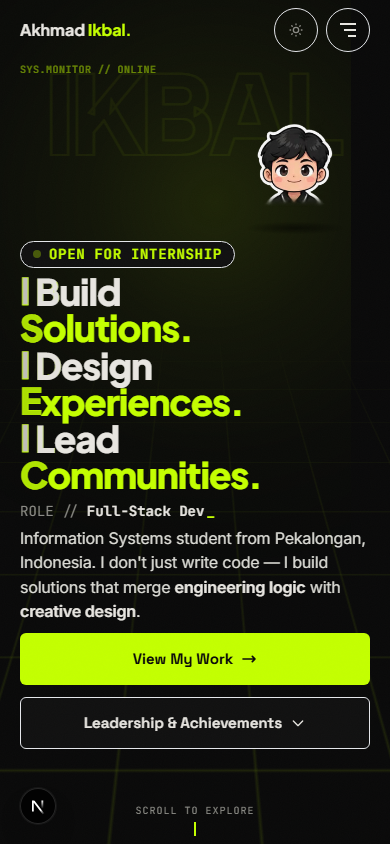 Akhmad Ikbal.
SYS.MONITOR // ONLINE
IKBAL
OPEN FOR INTERNSHIP
I Build
Solutions.
I Design
Experiences.
I Lead
Communities.
ROLE // Full-Stack Dev_
Information Systems student from Pekalongan,
Indonesia. I don't just write code — I build
solutions that merge engineering logic with
creative design.
View My Work →
Leadership & Achievements
N
SCROLL TO EXPLORE